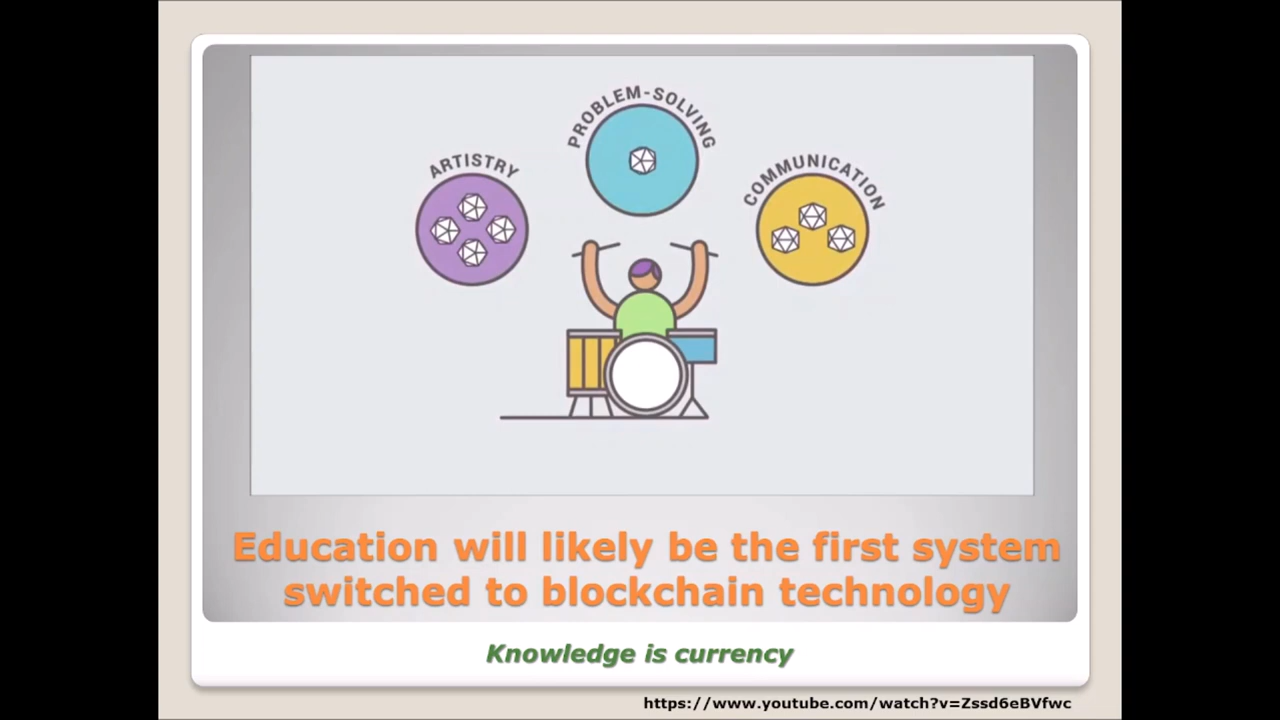 PROBLEM-SOLVING
ARTISTRY
COMMUNICATION
Education will likely be the first system
switched to blockchain technology
Knowledge is currency
https://www.youtube.com/watch?v=Zssd6eBVfwc